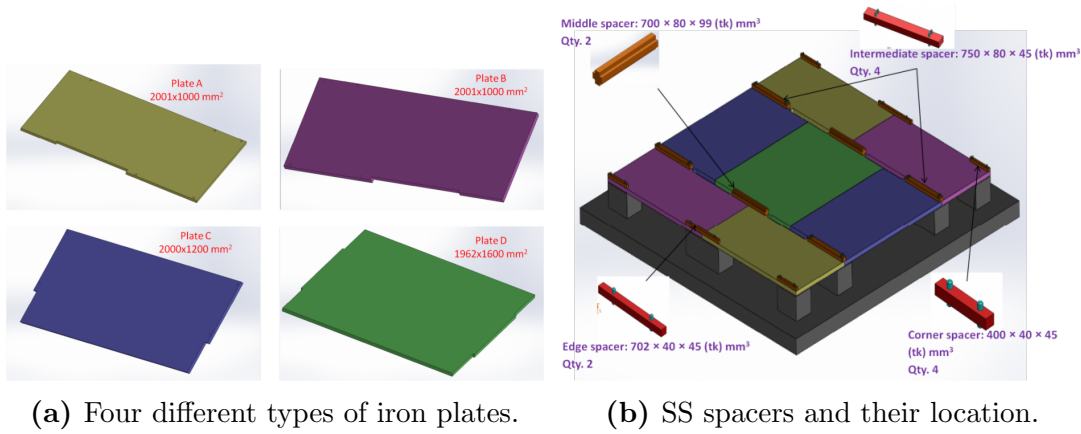 Plate A
2001x1000 mm²
Plate B
2001x1000 mm²
Plate C
2000x1200 mm²
Plate D
1962x1600 mm²
(a) Four different types of iron plates.
Middle spacer: 700 × 80 × 99 (tk) mm³
Qty. 2
Intermediate spacer: 750 × 80 × 45 (tk) mm³
Qty. 4
Edge spacer: 702 × 40 × 45 (tk) mm³
Qty. 2
Corner spacer: 400 × 40 × 45
(tk) mm³
Qty. 4
(b) SS spacers and their location.